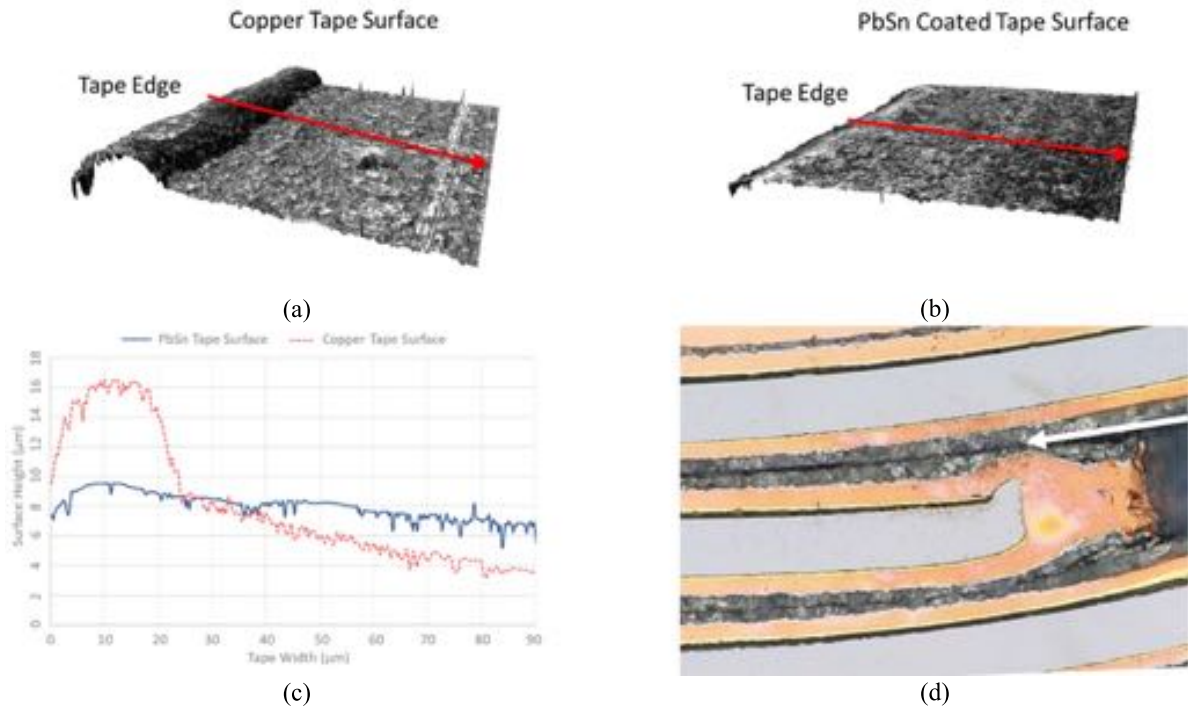 Copper Tape Surface
PbSn Coated Tape Surface
Tape Edge
Tape Edge
(a)
(b)
PbSn Tape Surface
Copper Tape Surface
18
16
14
12
10
8
6
4
2
0
Surface Height (μm)
0 10 20 30 40 50 60 70 80 90
Tape Width (μm)
(c)
(d)